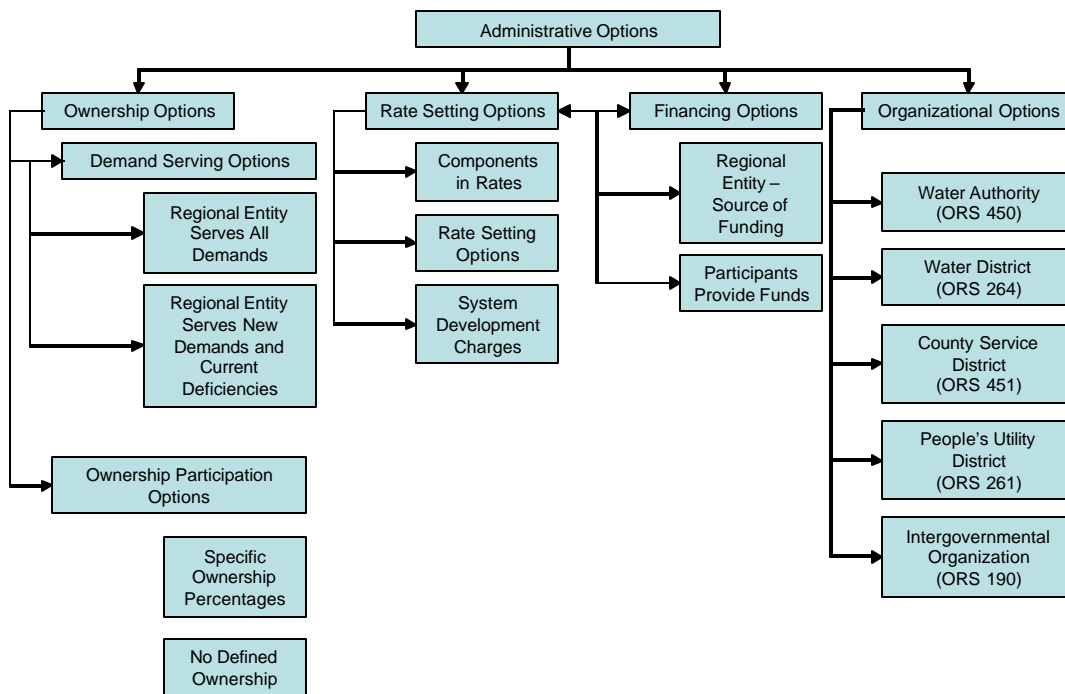 Administrative Options
Ownership Options
Rate Setting Options
Financing Options
Organizational Options
Demand Serving Options
Regional Entity
Serves All
Demands
Regional Entity
Serves New
Demands and
Current
Deficiencies
Ownership Participation
Options
Specific
Ownership
Percentages
No Defined
Ownership
Components
in Rates
Rate Setting
Options
System
Development
Charges
Regional
Entity –
Source of
Funding
Participants
Provide Funds
Water Authority
(ORS 450)
Water District
(ORS 264)
County Service
District
(ORS 451)
People's Utility
District
(ORS 261)
Intergovernmental
Organization
(ORS 190)